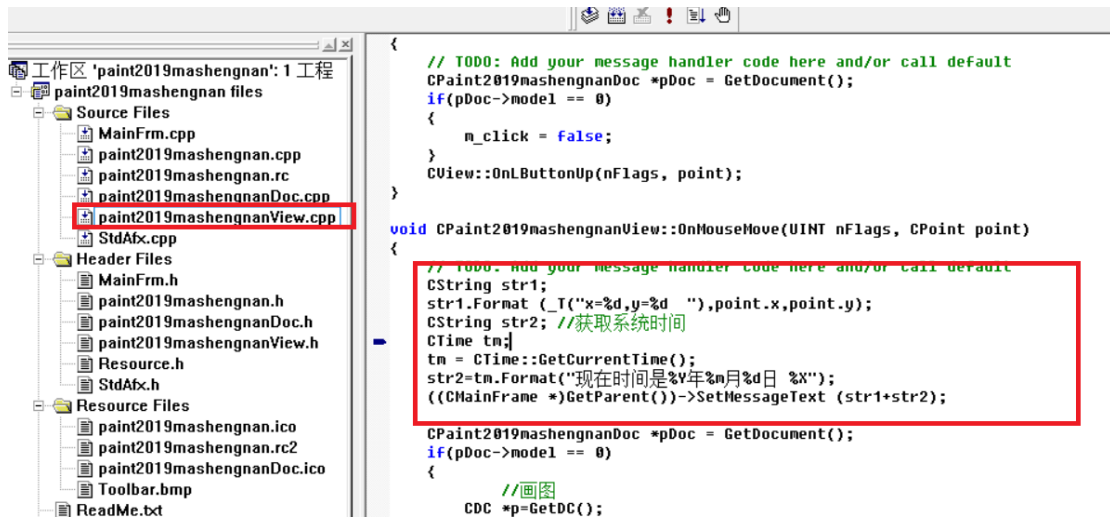 工作区 'paint2019mashengnan': 1 工程
paint2019mashengnan files
Source Files
MainFrm.cpp
paint2019mashengnan.cpp
paint2019mashengnan.rc
paint2019mashengnanDoc.cpp
paint2019mashengnanView.cpp
StdAfx.cpp
Header Files
MainFrm.h
paint2019mashengnan.h
paint2019mashengnanDoc.h
paint2019mashengnanView.h
Resource.h
StdAfx.h
Resource Files
paint2019mashengnan.ico
paint2019mashengnan.rc2
paint2019mashengnanDoc.ico
Toolbar.bmp
ReadMe.txt
{
// TODO: Add your message handler code here and/or call default
CPaint2019mashengnanDoc *pDoc = GetDocument();
if(pDoc->model == 0)
{
m_click = false;
}
CView::OnLButtonUp(nFlags, point);
}
void CPaint2019mashengnanView::OnMouseMove(UINT nFlags, CPoint point)
{
// TODO: Add your message handler code here and/or call default
CString str1;
str1.Format (_T("x=%d,y=%d  "),point.x,point.y);
CString str2; //获取系统时间
CTime tm;
tm = CTime::GetCurrentTime();
str2=tm.Format("现在时间是%Y年%m月%d日 %X");
((CMainFrame *)GetParent())->SetMessageText (str1+str2);
CPaint2019mashengnanDoc *pDoc = GetDocument();
if(pDoc->model == 0)
{
//画图
CDC *p=GetDC();